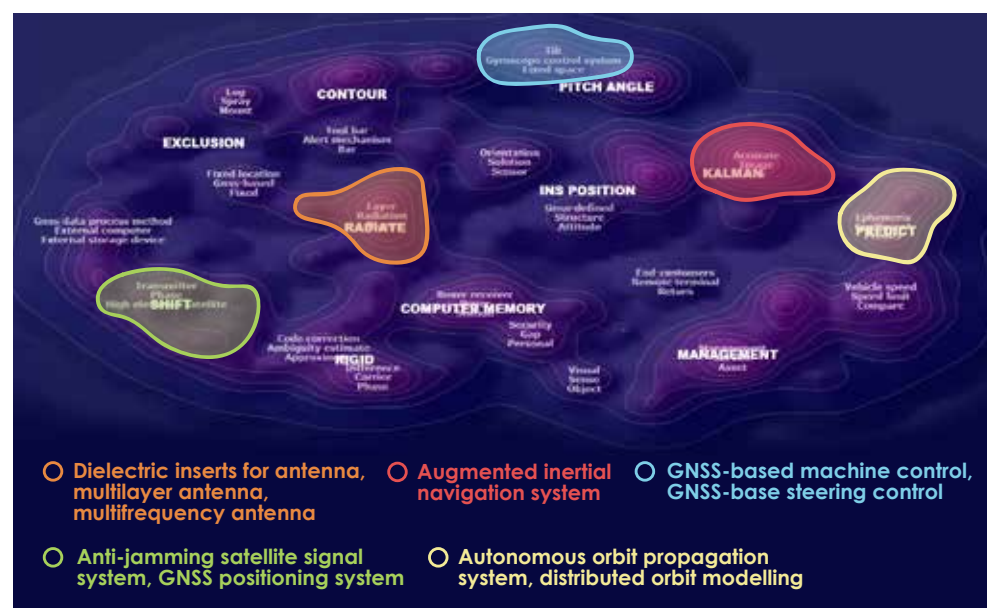 Tilt
Gyroscope control system
Fixed space
PITCH ANGLE
CONTOUR
Log
Spray
Mount
EXCLUSION
Tool bar
Alert mechanism
Bar
Orientation
Solution
Sensor
Accurate
KALMAN
Fixed location
Gnss-based
Fixed
INS POSITION
Gnss-defined
Structure
Attitude
Layer
Radiation
RADIATE
Ephemeris
PREDICT
Gnss data process method
External computer
External storage device
End customers
Remote terminal
Return
Transmitter
Phase
SHIFT
Vehicle speed
Speed limit
Compare
Rover receiver
COMPUTER MEMORY
Security
Gap
Personal
Code correction
Ambiguity estimate
RIGID
Difference
Carrier
Phase
MANAGEMENT
Asset
Visual
Sense
Object
Dielectric inserts for antenna,
multilayer antenna,
multifrequency antenna
Augmented inertial
navigation system
GNSS-based machine control,
GNSS-base steering control
Anti-jamming satellite signal
system, GNSS positioning system
Autonomous orbit propagation
system, distributed orbit modelling